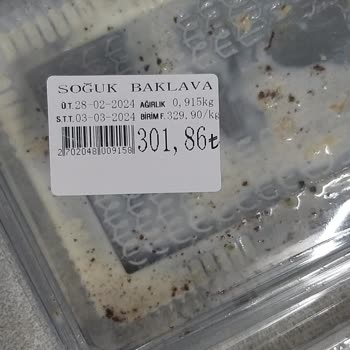 SOĞUK BAKLAVA
Ü.T.28-02-2024 AĞIRLIK 0,915kg
S.T.T.03-03-2024 BİRİM F.329,90/kg
301,86₺
2702048009158